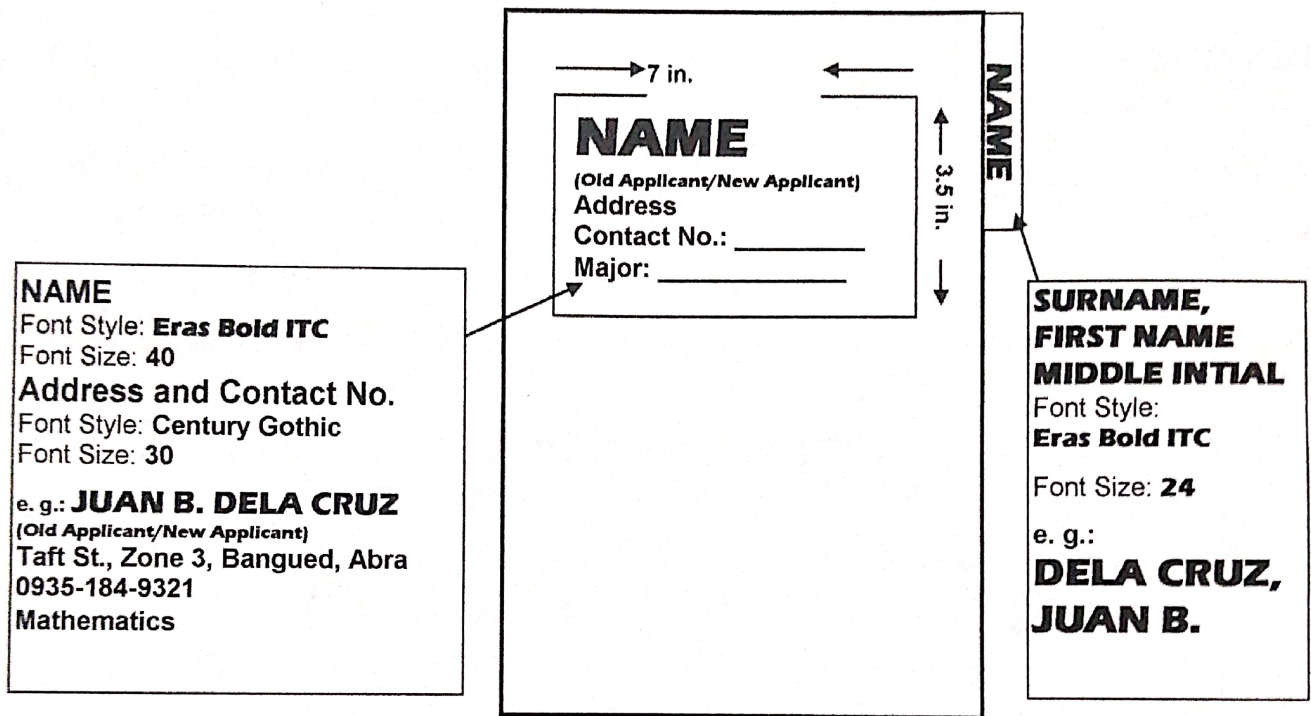 7 in.
NAME
(Old Applicant/New Applicant)
Address
Contact No.: __________
Major: __________
3.5 in.
NAME
NAME
Font Style: Eras Bold ITC
Font Size: 40
Address and Contact No.
Font Style: Century Gothic
Font Size: 30
e. g.: JUAN B. DELA CRUZ
(Old Applicant/New Applicant)
Taft St., Zone 3, Bangued, Abra
0935-184-9321
Mathematics
SURNAME,
FIRST NAME
MIDDLE INTIAL
Font Style:
Eras Bold ITC
Font Size: 24
e. g.:
DELA CRUZ,
JUAN B.